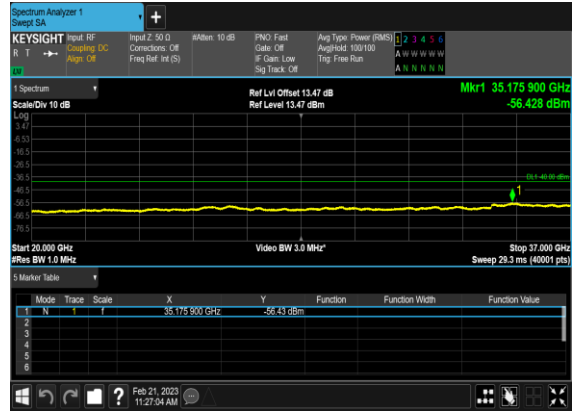 Spectrum Analyzer 1
Swept SA
+
KEYSIGHT
R T
Input: RF
Coupling: DC
Align: Off
Input Z: 50 Ω
Corrections: Off
Freq Ref: Int (S)
#Atten: 10 dB
PNO: Fast
Gate: Off
IF Gain: Low
Sig Track: Off
Avg Type: Power (RMS)
Avg|Hold: 100/100
Trig: Free Run
1 2 3 4 5 6
A W W W W W
A N N N N N
1 Spectrum
Scale/Div 10 dB
Ref Lvl Offset 13.47 dB
Ref Level 13.47 dBm
Mkr1 35.175 900 GHz
-56.428 dBm
Log
3.47
-6.53
-16.5
-26.5
-36.5
-46.5
-56.5
-66.5
-76.5
DL1 -40.00 dBm
1
Start 20.000 GHz
#Res BW 1.0 MHz
Video BW 3.0 MHz*
Stop 37.000 GHz
Sweep 29.3 ms (40001 pts)
5 Marker Table
Mode Trace Scale X Y Function Function Width Function Value
1 N 1 f 35.175 900 GHz -56.43 dBm
2
3
4
5
6
?
Feb 21, 2023
11:27:04 AM